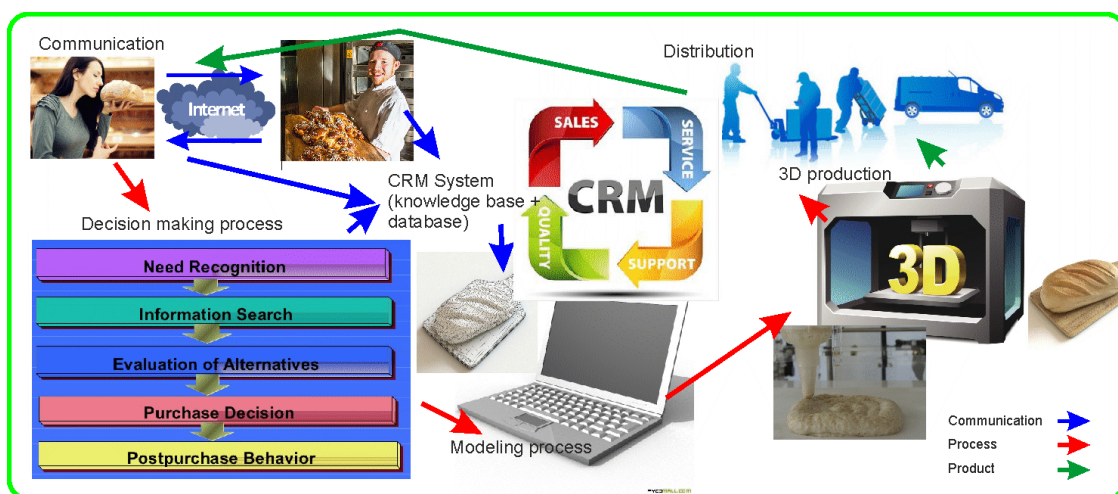 Communication
Internet
Distribution
SALES
SERVICE
CRM
QUALITY
SUPPORT
CRM System
(knowledge base +
database)
3D production
3D
Decision making process
Need Recognition
Information Search
Evaluation of Alternatives
Purchase Decision
Postpurchase Behavior
Modeling process
Communication
Process
Product